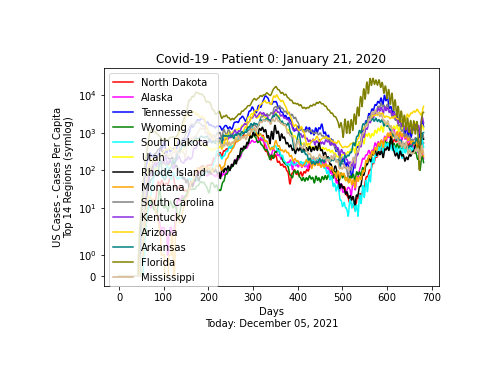 Covid-19 - Patient 0: January 21, 2020
US Cases - Cases Per Capita
Top 14 Regions (symlog)
10⁴
10³
10²
10¹
10⁰
0
North Dakota
Alaska
Tennessee
Wyoming
South Dakota
Utah
Rhode Island
Montana
South Carolina
Kentucky
Arizona
Arkansas
Florida
Mississippi
0 100 200 300 400 500 600 700
Days
Today: December 05, 2021